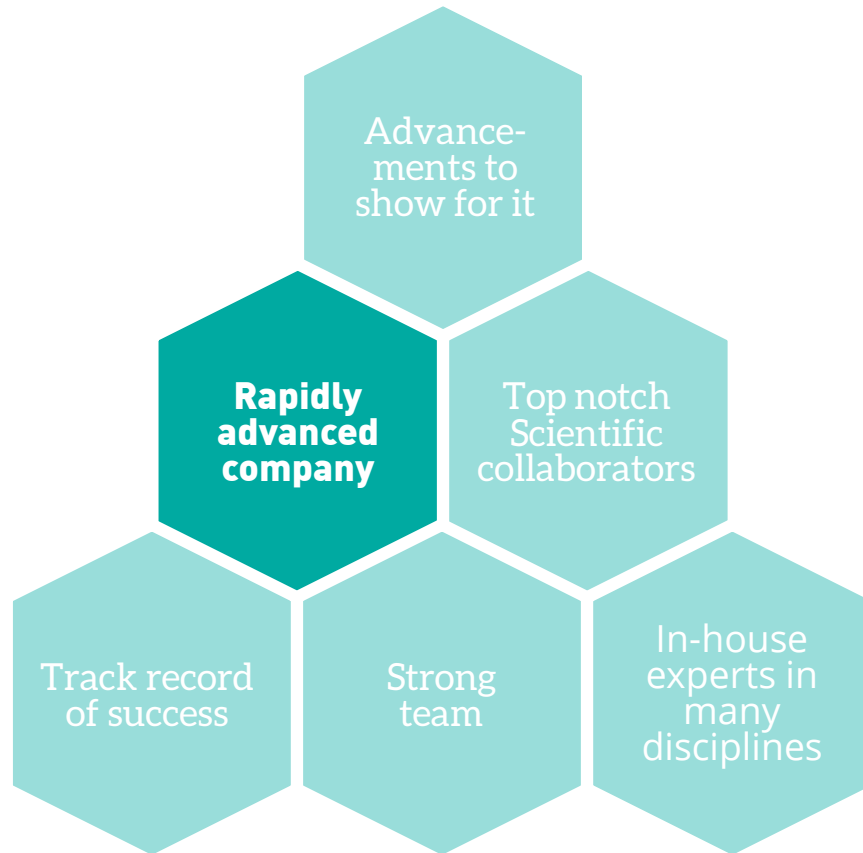 Advance-
ments to
show for it
Rapidly
advanced
company
Top notch
Scientific
collaborators
Track record
of success
Strong
team
In-house
experts in
many
disciplines